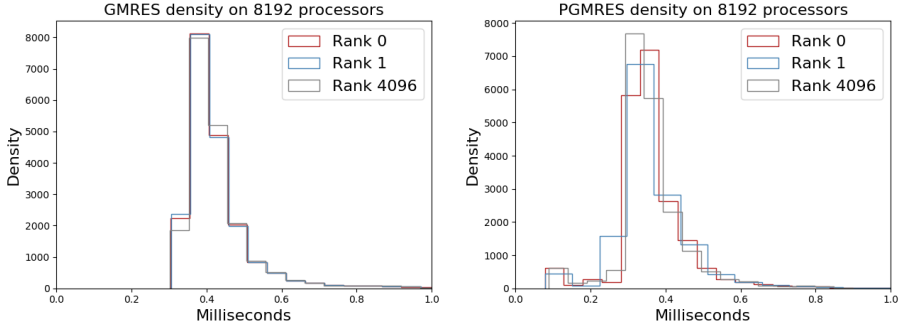 GMRES density on 8192 processors
8000
7000
6000
5000
4000
3000
2000
1000
0
Density
0.0 0.2 0.4 0.6 0.8 1.0
Milliseconds
Rank 0
Rank 1
Rank 4096
PGMRES density on 8192 processors
8000
7000
6000
5000
4000
3000
2000
1000
0
Density
0.0 0.2 0.4 0.6 0.8 1.0
Milliseconds
Rank 0
Rank 1
Rank 4096